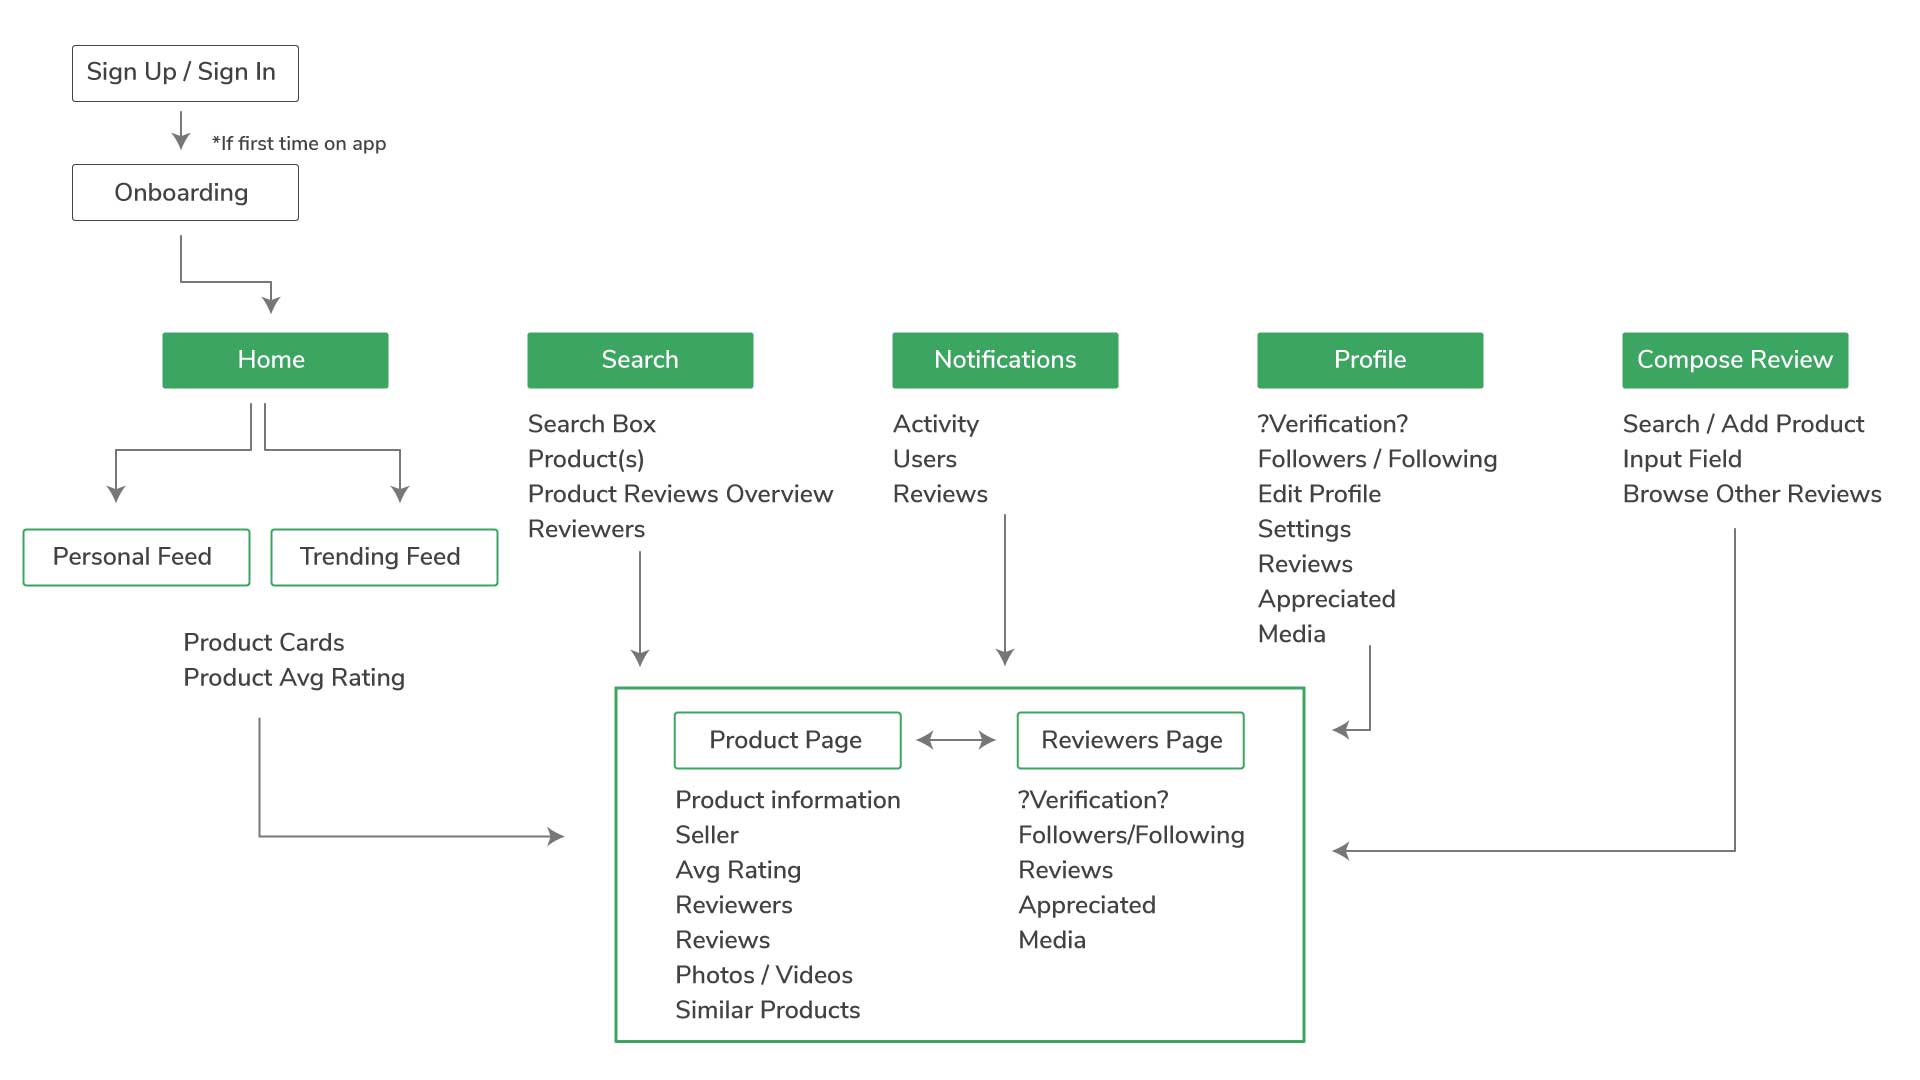 Sign Up / Sign In
*If first time on app
Onboarding
Home
Search
Notifications
Profile
Compose Review
Personal Feed
Trending Feed
Product Cards
Product Avg Rating
Search Box
Product(s)
Product Reviews Overview
Reviewers
Activity
Users
Reviews
?Verification?
Followers / Following
Edit Profile
Settings
Reviews
Appreciated
Media
Search / Add Product
Input Field
Browse Other Reviews
Product Page
Product information
Seller
Avg Rating
Reviewers
Reviews
Photos / Videos
Similar Products
Reviewers Page
?Verification?
Followers/Following
Reviews
Appreciated
Media